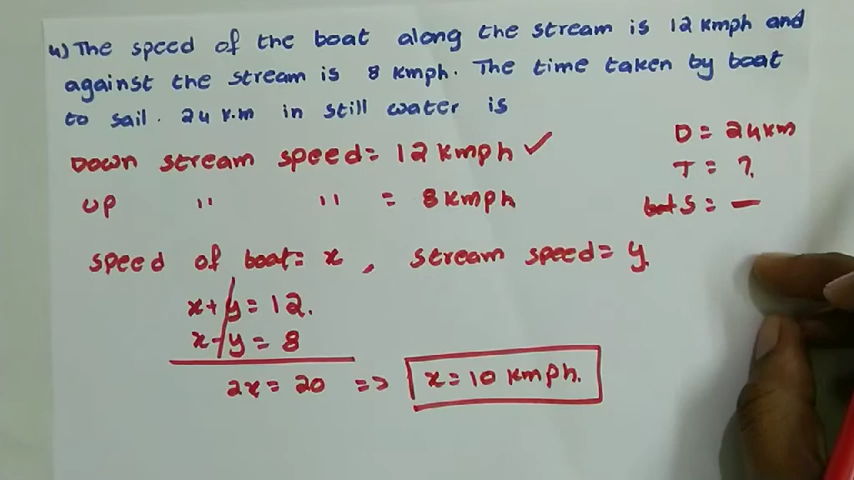 4) The speed of the boat along the stream is 12 Kmph and
against the stream is 8 Kmph. The time taken by boat
to sail. 24 K.m in still water is
D = 24km
T = ?
boat S = —
Down stream speed = 12 kmph ✓
up " " = 8 kmph
speed of boat = x , stream speed = y.
x+y = 12.
x-y = 8
2x = 20 => x = 10 kmph.